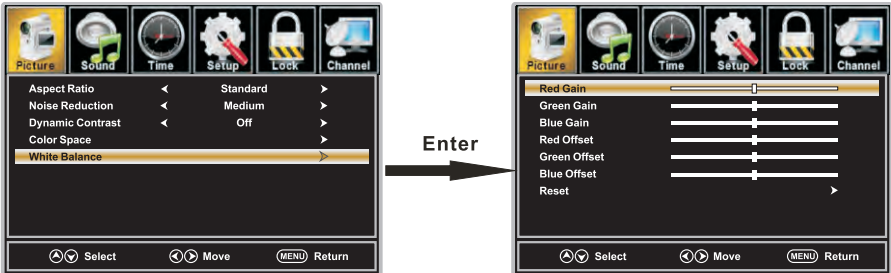 Picture Sound Time Setup Lock Channel
Aspect Ratio Standard
Noise Reduction Medium
Dynamic Contrast Off
Color Space
White Balance
Select Move MENU Return
Enter
Picture Sound Time Setup Lock Channel
Red Gain
Green Gain
Blue Gain
Red Offset
Green Offset
Blue Offset
Reset
Select Move MENU Return